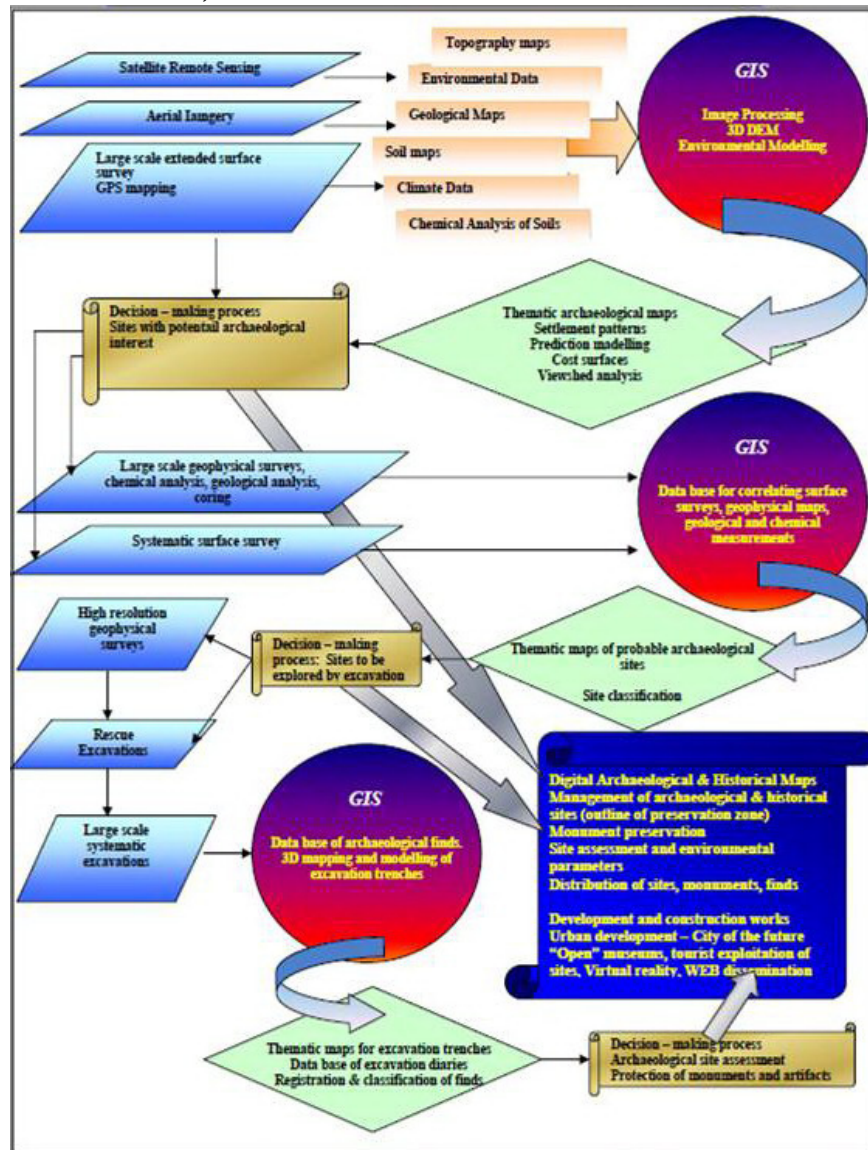 Satellite Remote Sensing
Topography maps
Environmental Data
Aerial Iamgery
Geological Maps
Large scale extended surface
survey
GPS mapping
Soil maps
Climate Data
Chemical Analysis of Soils
GIS
Image Processing
3D DEM
Environmental Modelling
Decision – making process
Sites with potentail archaeological
interest
Thematic archaeological maps
Settlement patterns
Prediction madelling
Cost surfaces
Viewshed analysis
Large scale geophysical surveys,
chemical analysis, geological analysis,
coring
Systematic surface survey
GIS
Data base for correlating surface
surveys, geophysical maps,
geological and chemical
measurements
High resolution
geophysical
surveys
Decision – making
process: Sites to be
explored by excavation
Thematic maps of probable archaeological
sites
Site classification
Rescue
Excavations
Large scale
systematic
excavations
GIS
Data base of archaeological finds.
3D mapping and modelling of
excavation trenches
Digital Archaeological & Historical Maps
Management of archaeological & historical
sites (outline of preservation zone)
Monument preservation
Site assessment and environmental
parameters
Distribution of sites, monuments, finds
Development and construction works
Urban development – City of the future
"Open" museums, tourist exploitation of
sites, Virtual reality, WEB dissemination
Thematic maps for excavation trenches
Data base of excavation diaries
Registration & classification of finds
Decision – making process
Archaeological site assessment
Protection of monuments and artifacts